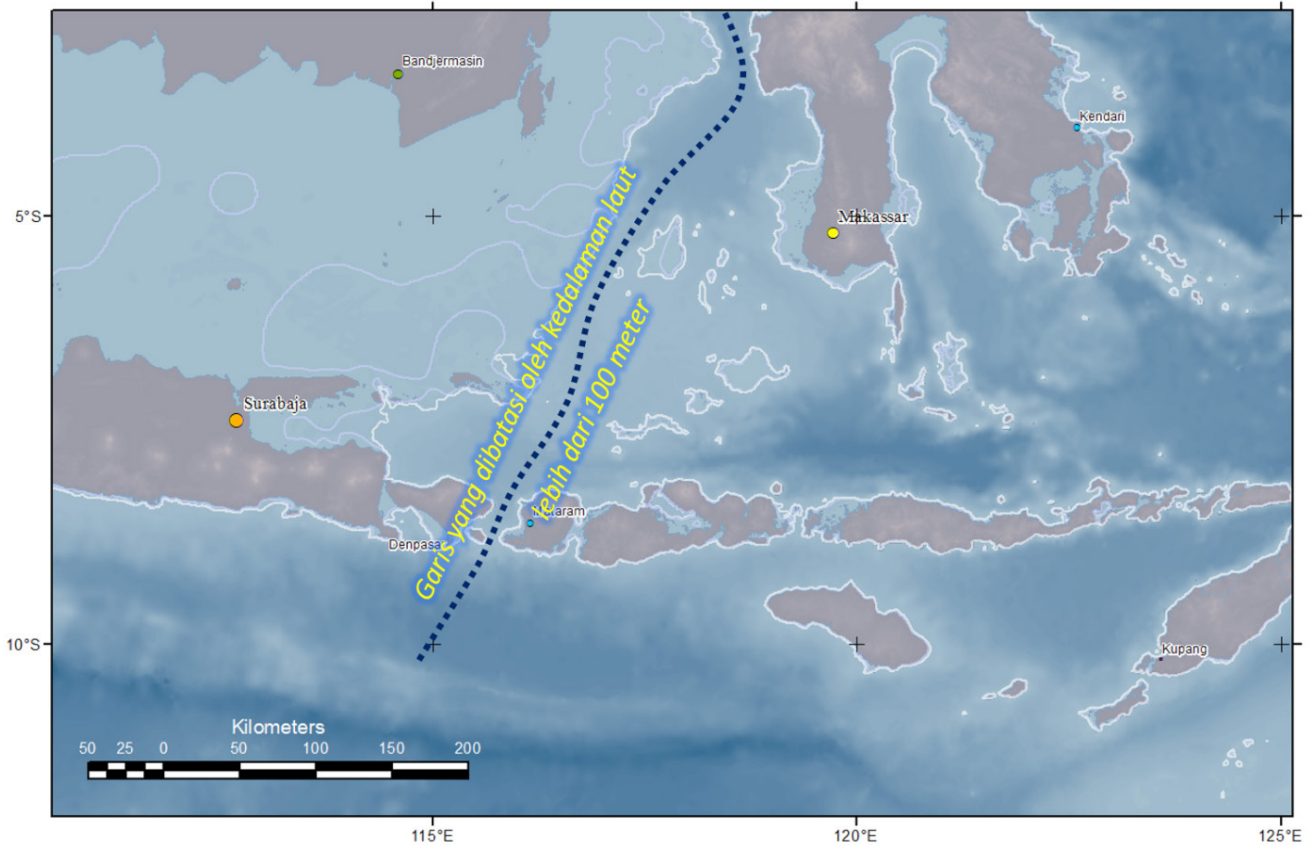 Bandjermasin
Kendari
5°S
Makassar
Garis yang dibatasi oleh kedalaman laut
lebih dari 100 meter
Surabaja
Mataram
Denpasa
10°S
Kupang
Kilometers
50 25 0 50 100 150 200
115°E 120°E 125°E